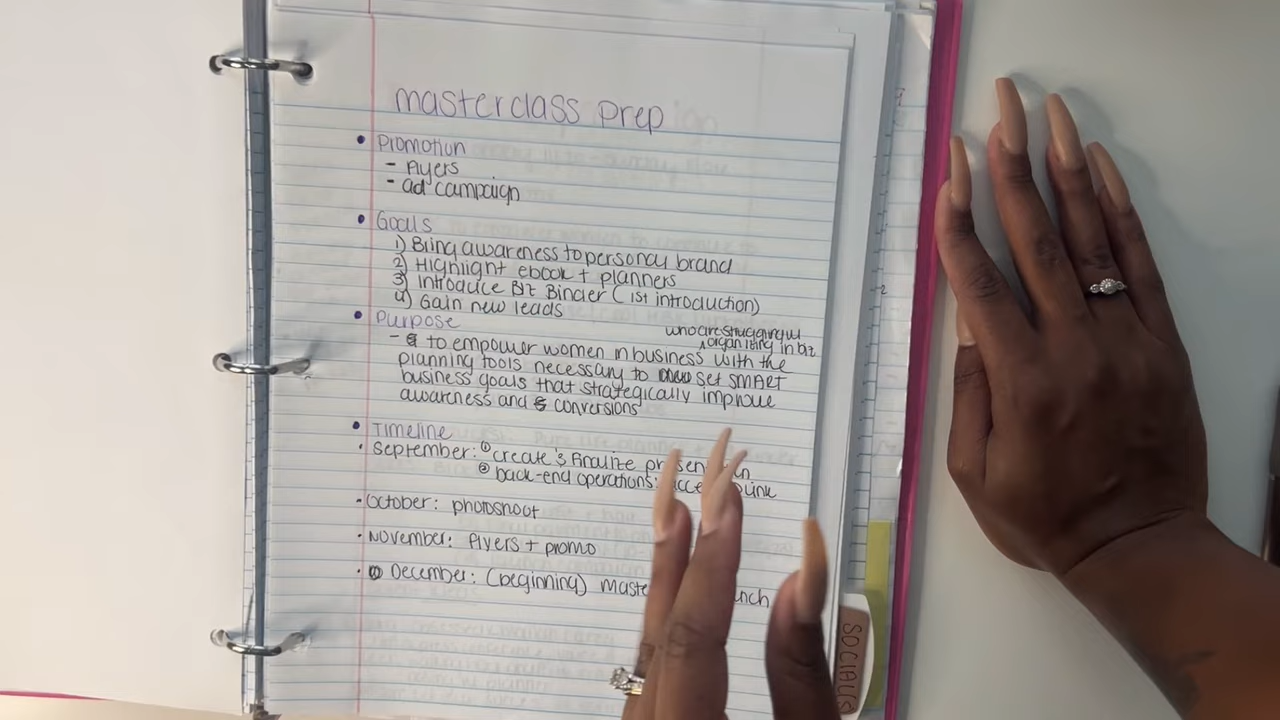 masterclass prep
• Promotion
- Flyers
- ad campaign
• Goals
1) Bring awareness to personal brand
2) Highlight ebook + planners
3) Introduce Biz Binder (1st introduction)
4) Gain new leads
• Purpose
who are struggling w/
organizing in biz
- to empower women in business with the
planning tools necessary to set SMART
business goals that strategically improve
awareness and conversions
• Timeline
• September: ① create & finalize
② back-end operations: link
• October: photoshoot
• November: Flyers + promo
• December: (beginning)
SOCIALS